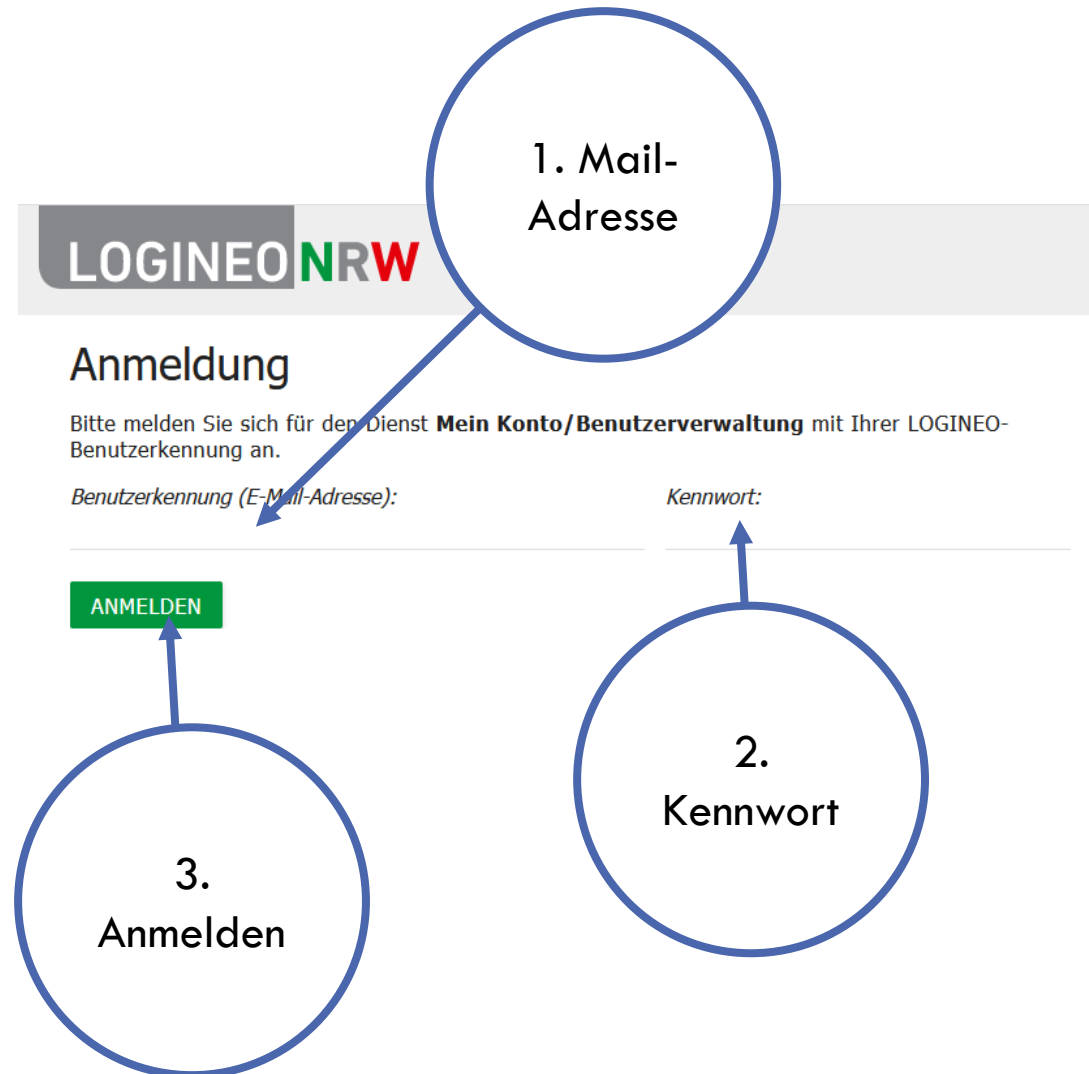 1. Mail-
Adresse
LOGINEO NRW
Anmeldung
Bitte melden Sie sich für den Dienst Mein Konto/Benutzerverwaltung mit Ihrer LOGINEO-
Benutzerkennung an.
Benutzerkennung (E-Mail-Adresse):
Kennwort:
ANMELDEN
2.
Kennwort
3.
Anmelden